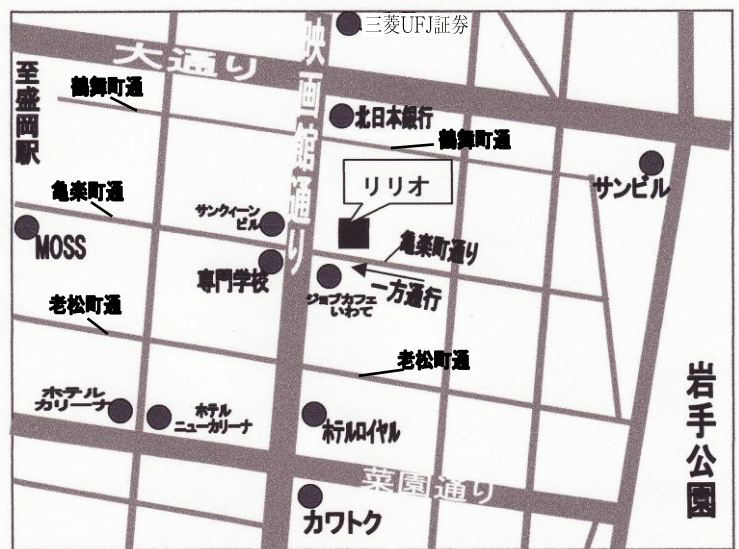 三菱UFJ証券
大通り
映画館通り
至盛岡駅
鶴舞町通
北日本銀行
鶴舞町通
サンビル
リリオ
亀楽町通
サンクィーン
ビル
MOSS
亀楽町通り
専門学校
一方通行
ジョブカフェ
いわて
老松町通
老松町通
岩手公園
ホテル
カリーナ
ホテル
ニューカリーナ
ホテルロイヤル
菜園通り
カワトク